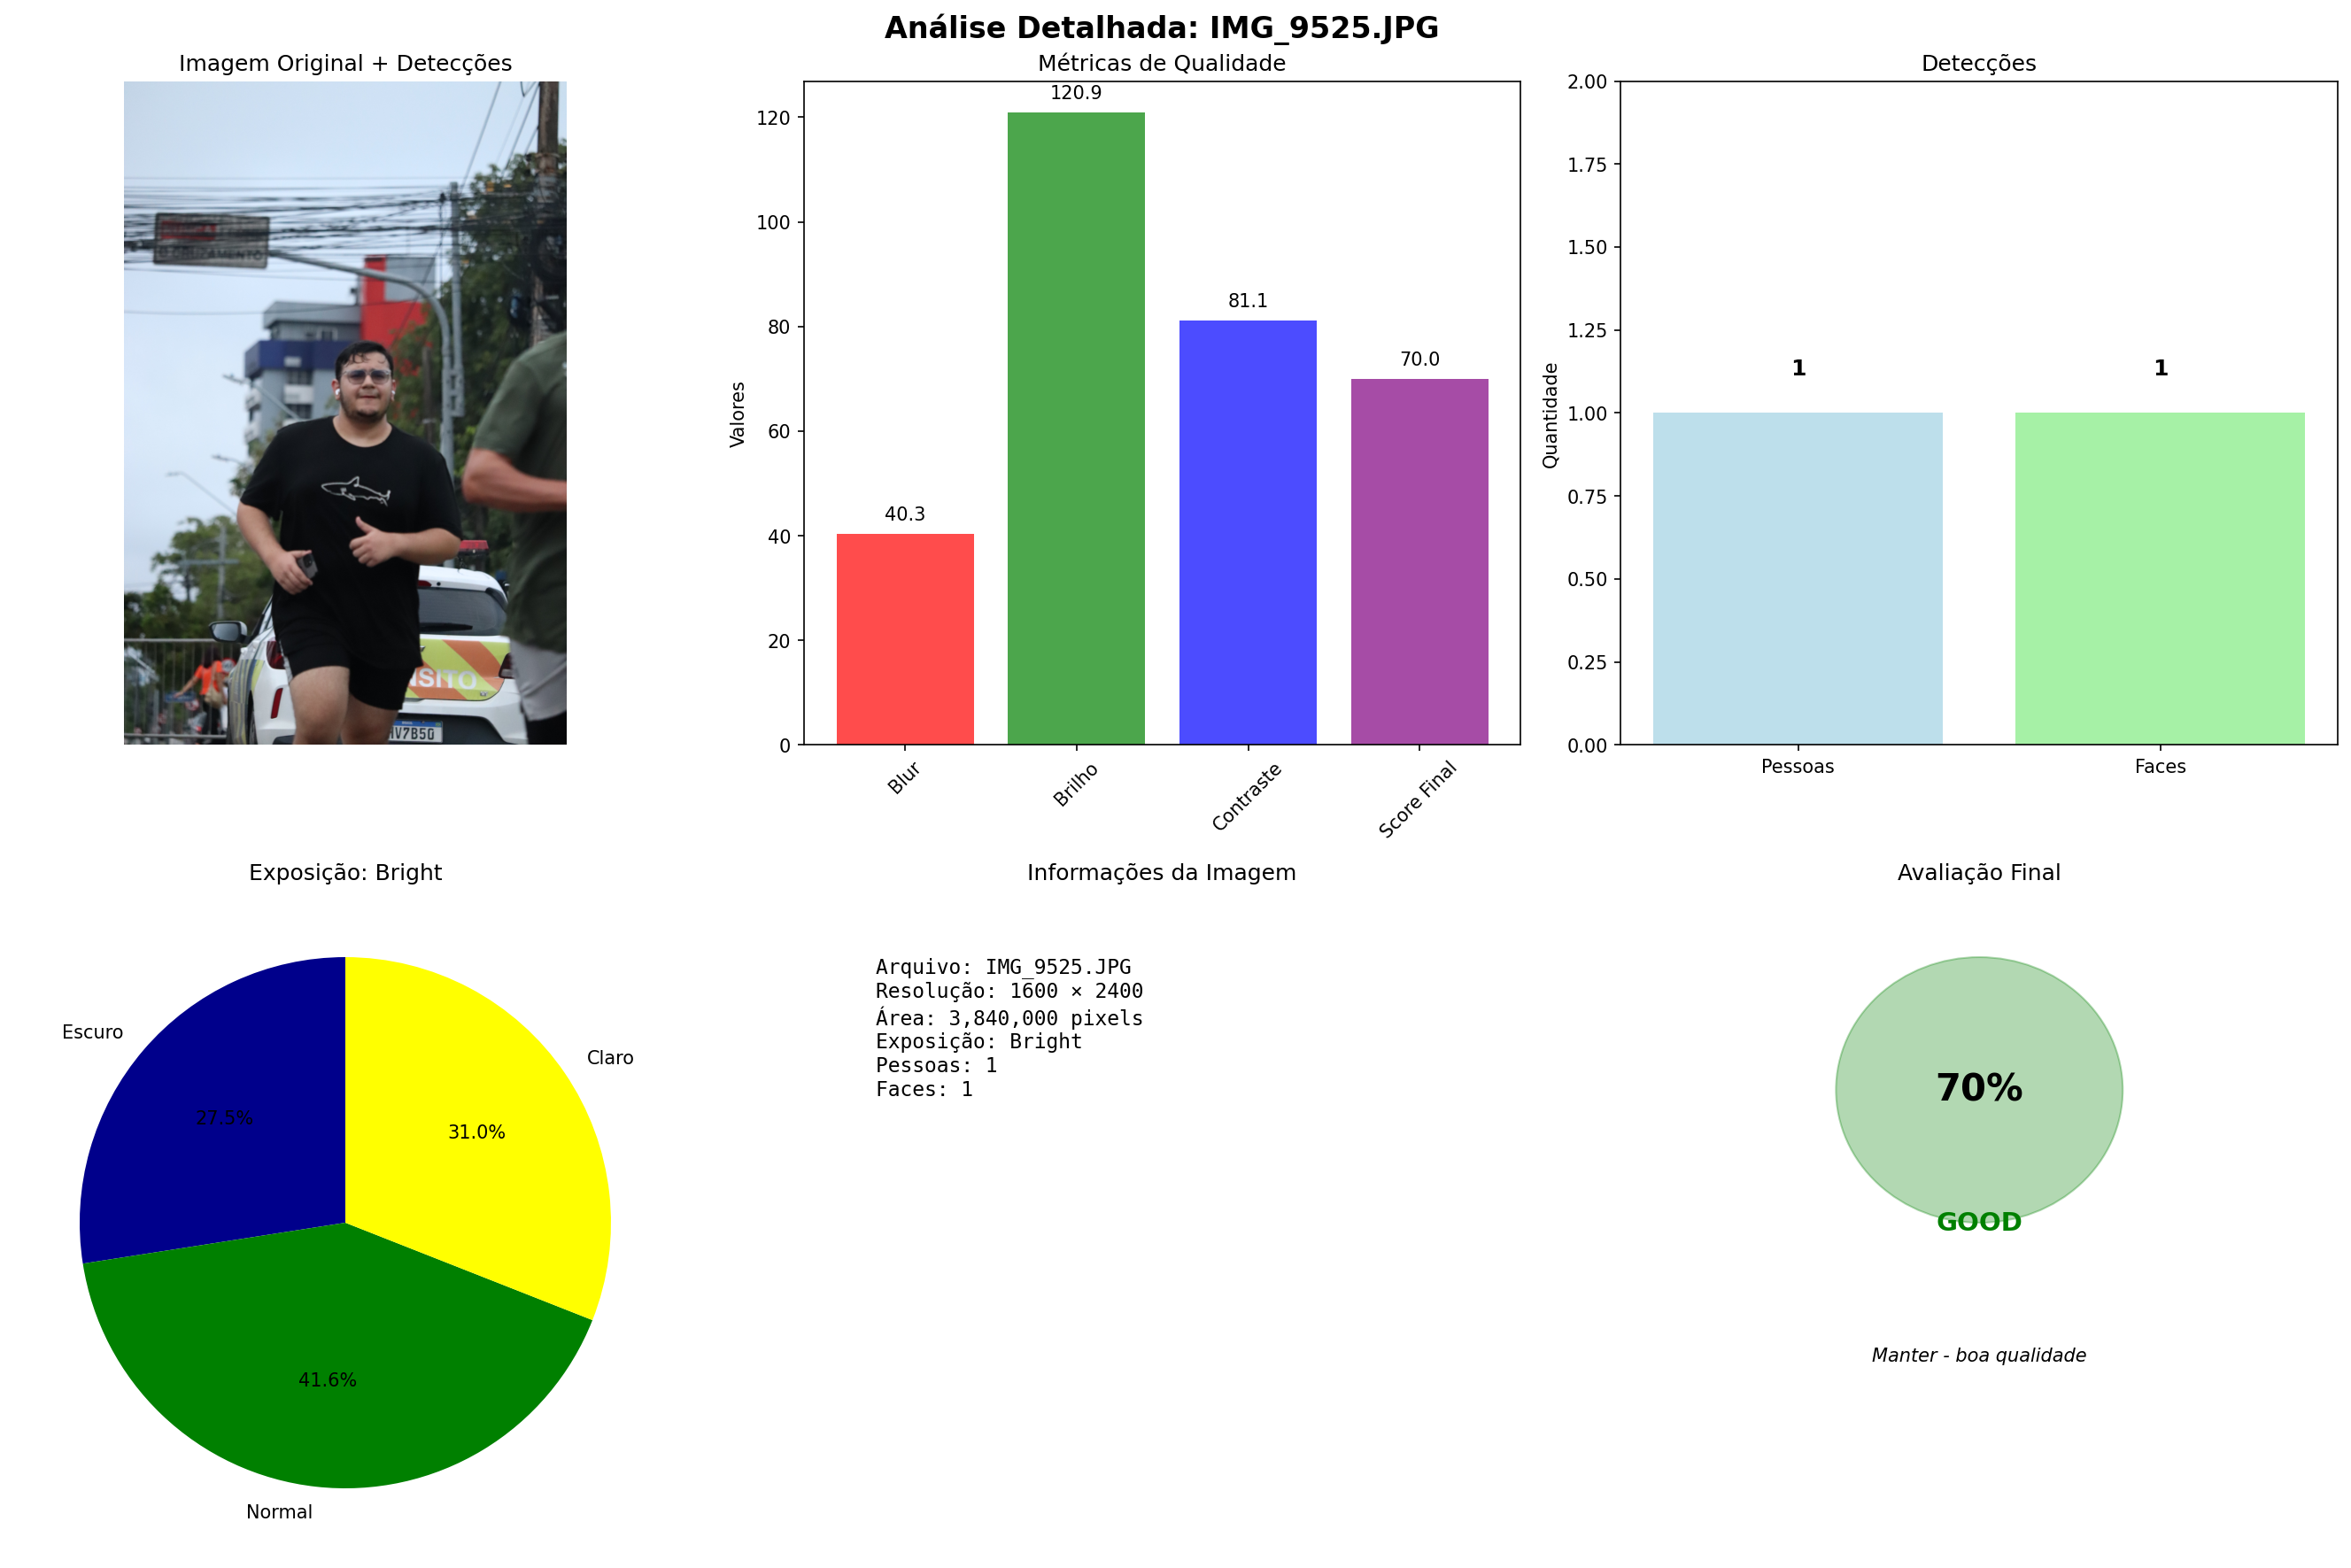 Análise Detalhada: IMG_9525.JPG
Imagem Original + Detecções
CRUZAMENTO
SITO
HV7B50
Métricas de Qualidade
Valores
120
100
80
60
40
20
0
40.3
120.9
81.1
70.0
Blur
Brilho
Contraste
Score Final
Detecções
Quantidade
2.00
1.75
1.50
1.25
1.00
0.75
0.50
0.25
0.00
1
1
Pessoas
Faces
Exposição: Bright
Escuro
27.5%
Claro
31.0%
41.6%
Normal
Informações da Imagem
Arquivo: IMG_9525.JPG
Resolução: 1600 × 2400
Área: 3,840,000 pixels
Exposição: Bright
Pessoas: 1
Faces: 1
Avaliação Final
70%
GOOD
Manter - boa qualidade